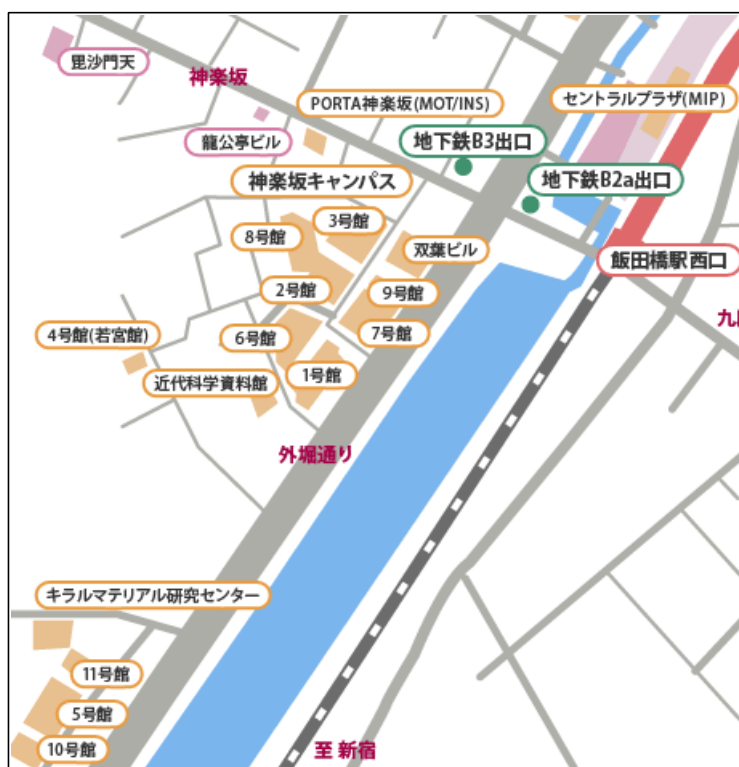 毘沙門天
神楽坂
PORTA神楽坂(MOT/INS)
セントラルプラザ(MIP)
龍公亭ビル
地下鉄B3出口
神楽坂キャンパス
地下鉄B2a出口
3号館
8号館
双葉ビル
飯田橋駅西口
2号館
9号館
4号館(若宮館)
6号館
7号館
九
近代科学資料館
1号館
外堀通り
キラルマテリアル研究センター
11号館
5号館
10号館
至 新宿